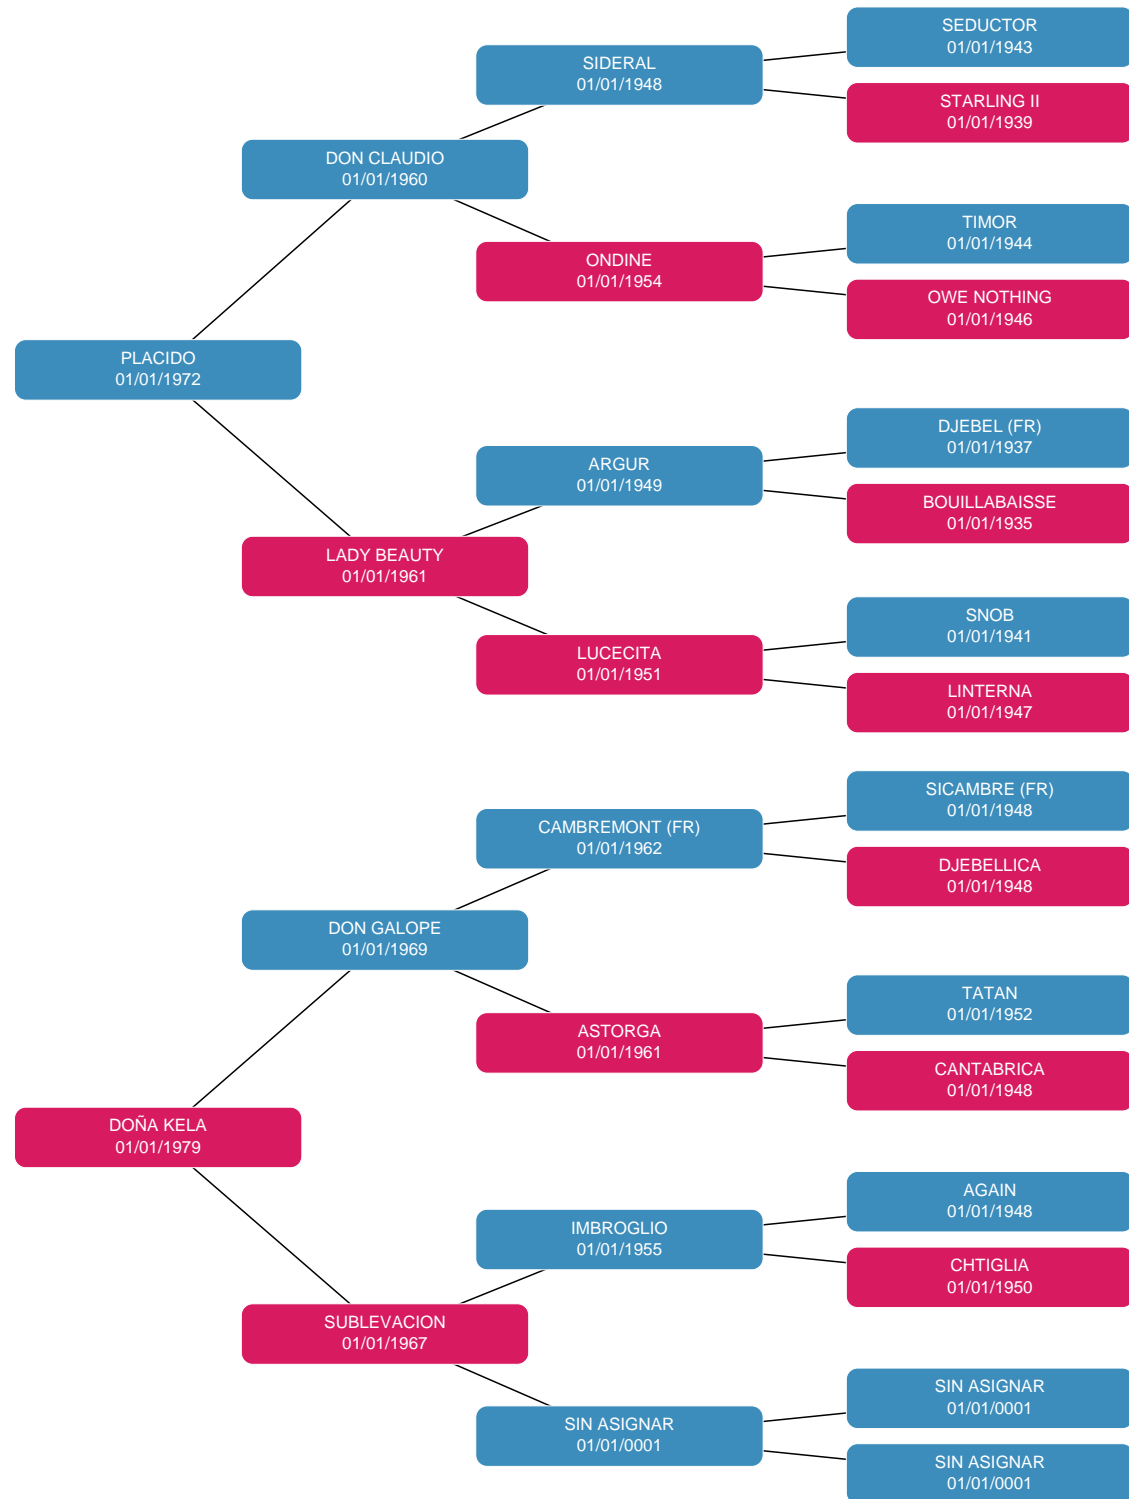 SEDUCTOR
01/01/1943
SIDERAL
01/01/1948
STARLING II
01/01/1939
DON CLAUDIO
01/01/1960
TIMOR
01/01/1944
ONDINE
01/01/1954
OWE NOTHING
01/01/1946
PLACIDO
01/01/1972
DJEBEL (FR)
01/01/1937
ARGUR
01/01/1949
BOUILLABAISSE
01/01/1935
LADY BEAUTY
01/01/1961
SNOB
01/01/1941
LUCECITA
01/01/1951
LINTERNA
01/01/1947
SICAMBRE (FR)
01/01/1948
CAMBREMONT (FR)
01/01/1962
DJEBELLICA
01/01/1948
DON GALOPE
01/01/1969
TATAN
01/01/1952
ASTORGA
01/01/1961
CANTABRICA
01/01/1948
DOÑA KELA
01/01/1979
AGAIN
01/01/1948
IMBROGLIO
01/01/1955
CHTIGLIA
01/01/1950
SUBLEVACION
01/01/1967
SIN ASIGNAR
01/01/0001
SIN ASIGNAR
01/01/0001
SIN ASIGNAR
01/01/0001